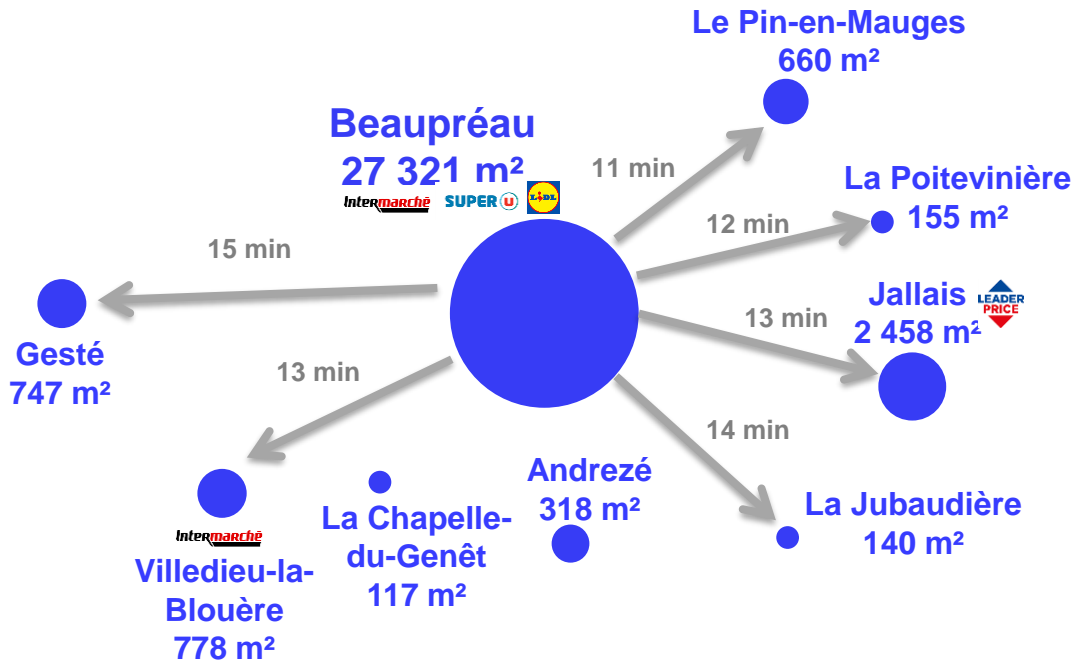 Le Pin-en-Mauges
660 m²
Beaupréau
27 321 m²
Intermarché
SUPER U
LiDL
11 min
La Poitevinière
155 m²
12 min
15 min
Jallais
2 458 m²
LEADER
PRICE
13 min
Gesté
747 m²
13 min
14 min
Andrezé
318 m²
La Jubaudière
140 m²
La Chapelle-
du-Genêt
117 m²
Intermarché
Villedieu-la-
Blouère
778 m²